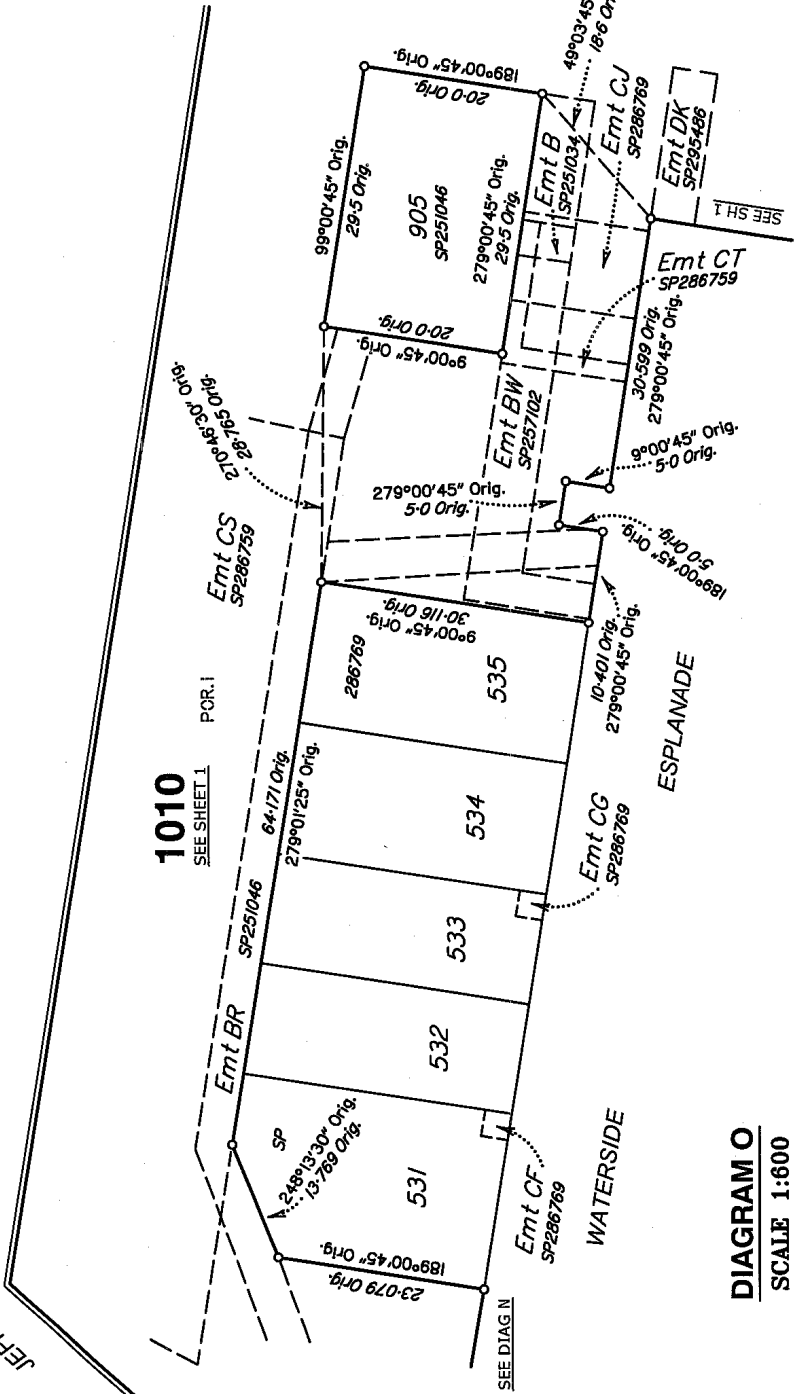 JEFF
1010
SEE SHEET 1
POR.1
Emt CS
SP286759
270°46'30" Orig.
28·765 Orig.
99°00'45" Orig.
29·5 Orig.
189°00'45" Orig.
20·0 Orig.
905
SP251046
20·0 Orig.
9°00'45" Orig.
279°00'45" Orig.
29·5 Orig.
49°03'45"
18·6 Orig.
Emt B
SP251034
Emt CJ
SP286769
Emt DK
SP295486
SEE SH.1
Emt CT
SP286759
30·599 Orig.
279°00'45" Orig.
Emt BW
SP257102
9°00'45" Orig.
5·0 Orig.
279°00'45" Orig.
5·0 Orig.
189°00'45" Orig.
5·0 Orig.
10·401 Orig.
279°00'45" Orig.
30·116 Orig.
9°00'45" Orig.
Emt BR
SP251046
64·171 Orig.
279°01'25" Orig.
SP
286769
531
532
533
534
535
248°13'30" Orig.
13·769 Orig.
189°00'45" Orig.
23·079 Orig.
Emt CF
SP286769
Emt CG
SP286769
WATERSIDE
ESPLANADE
SEE DIAG N
DIAGRAM O
SCALE 1:600